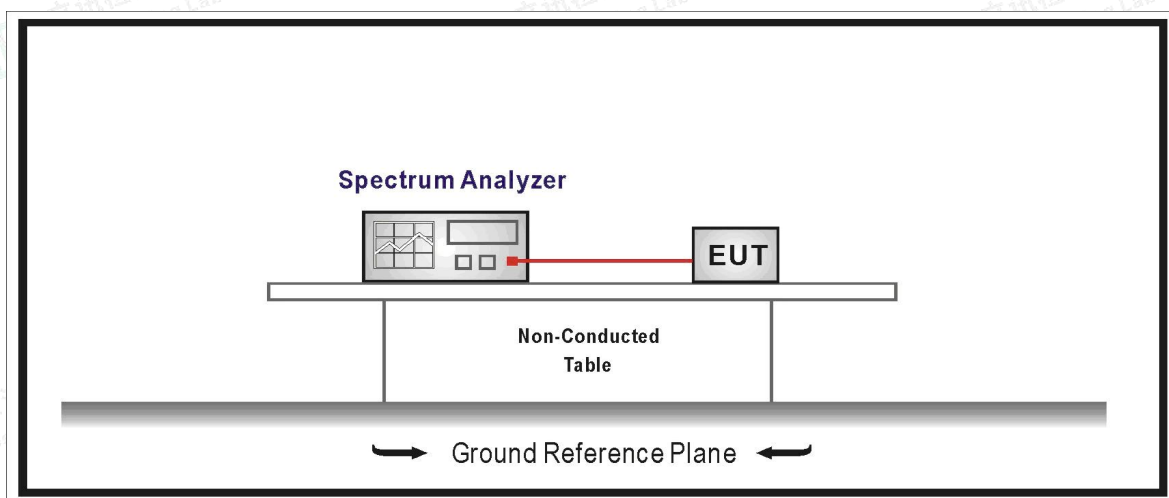 Spectrum Analyzer
EUT
Non-Conducted
Table
Ground Reference Plane